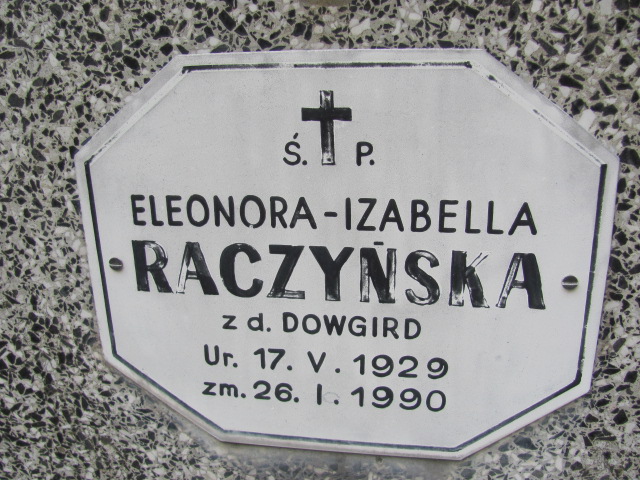 Ś. P.
ELEONORA-IZABELLA
RACZYŃSKA
z d. DOWGIRD
Ur. 17. V. 1929
zm. 26. I. 1990